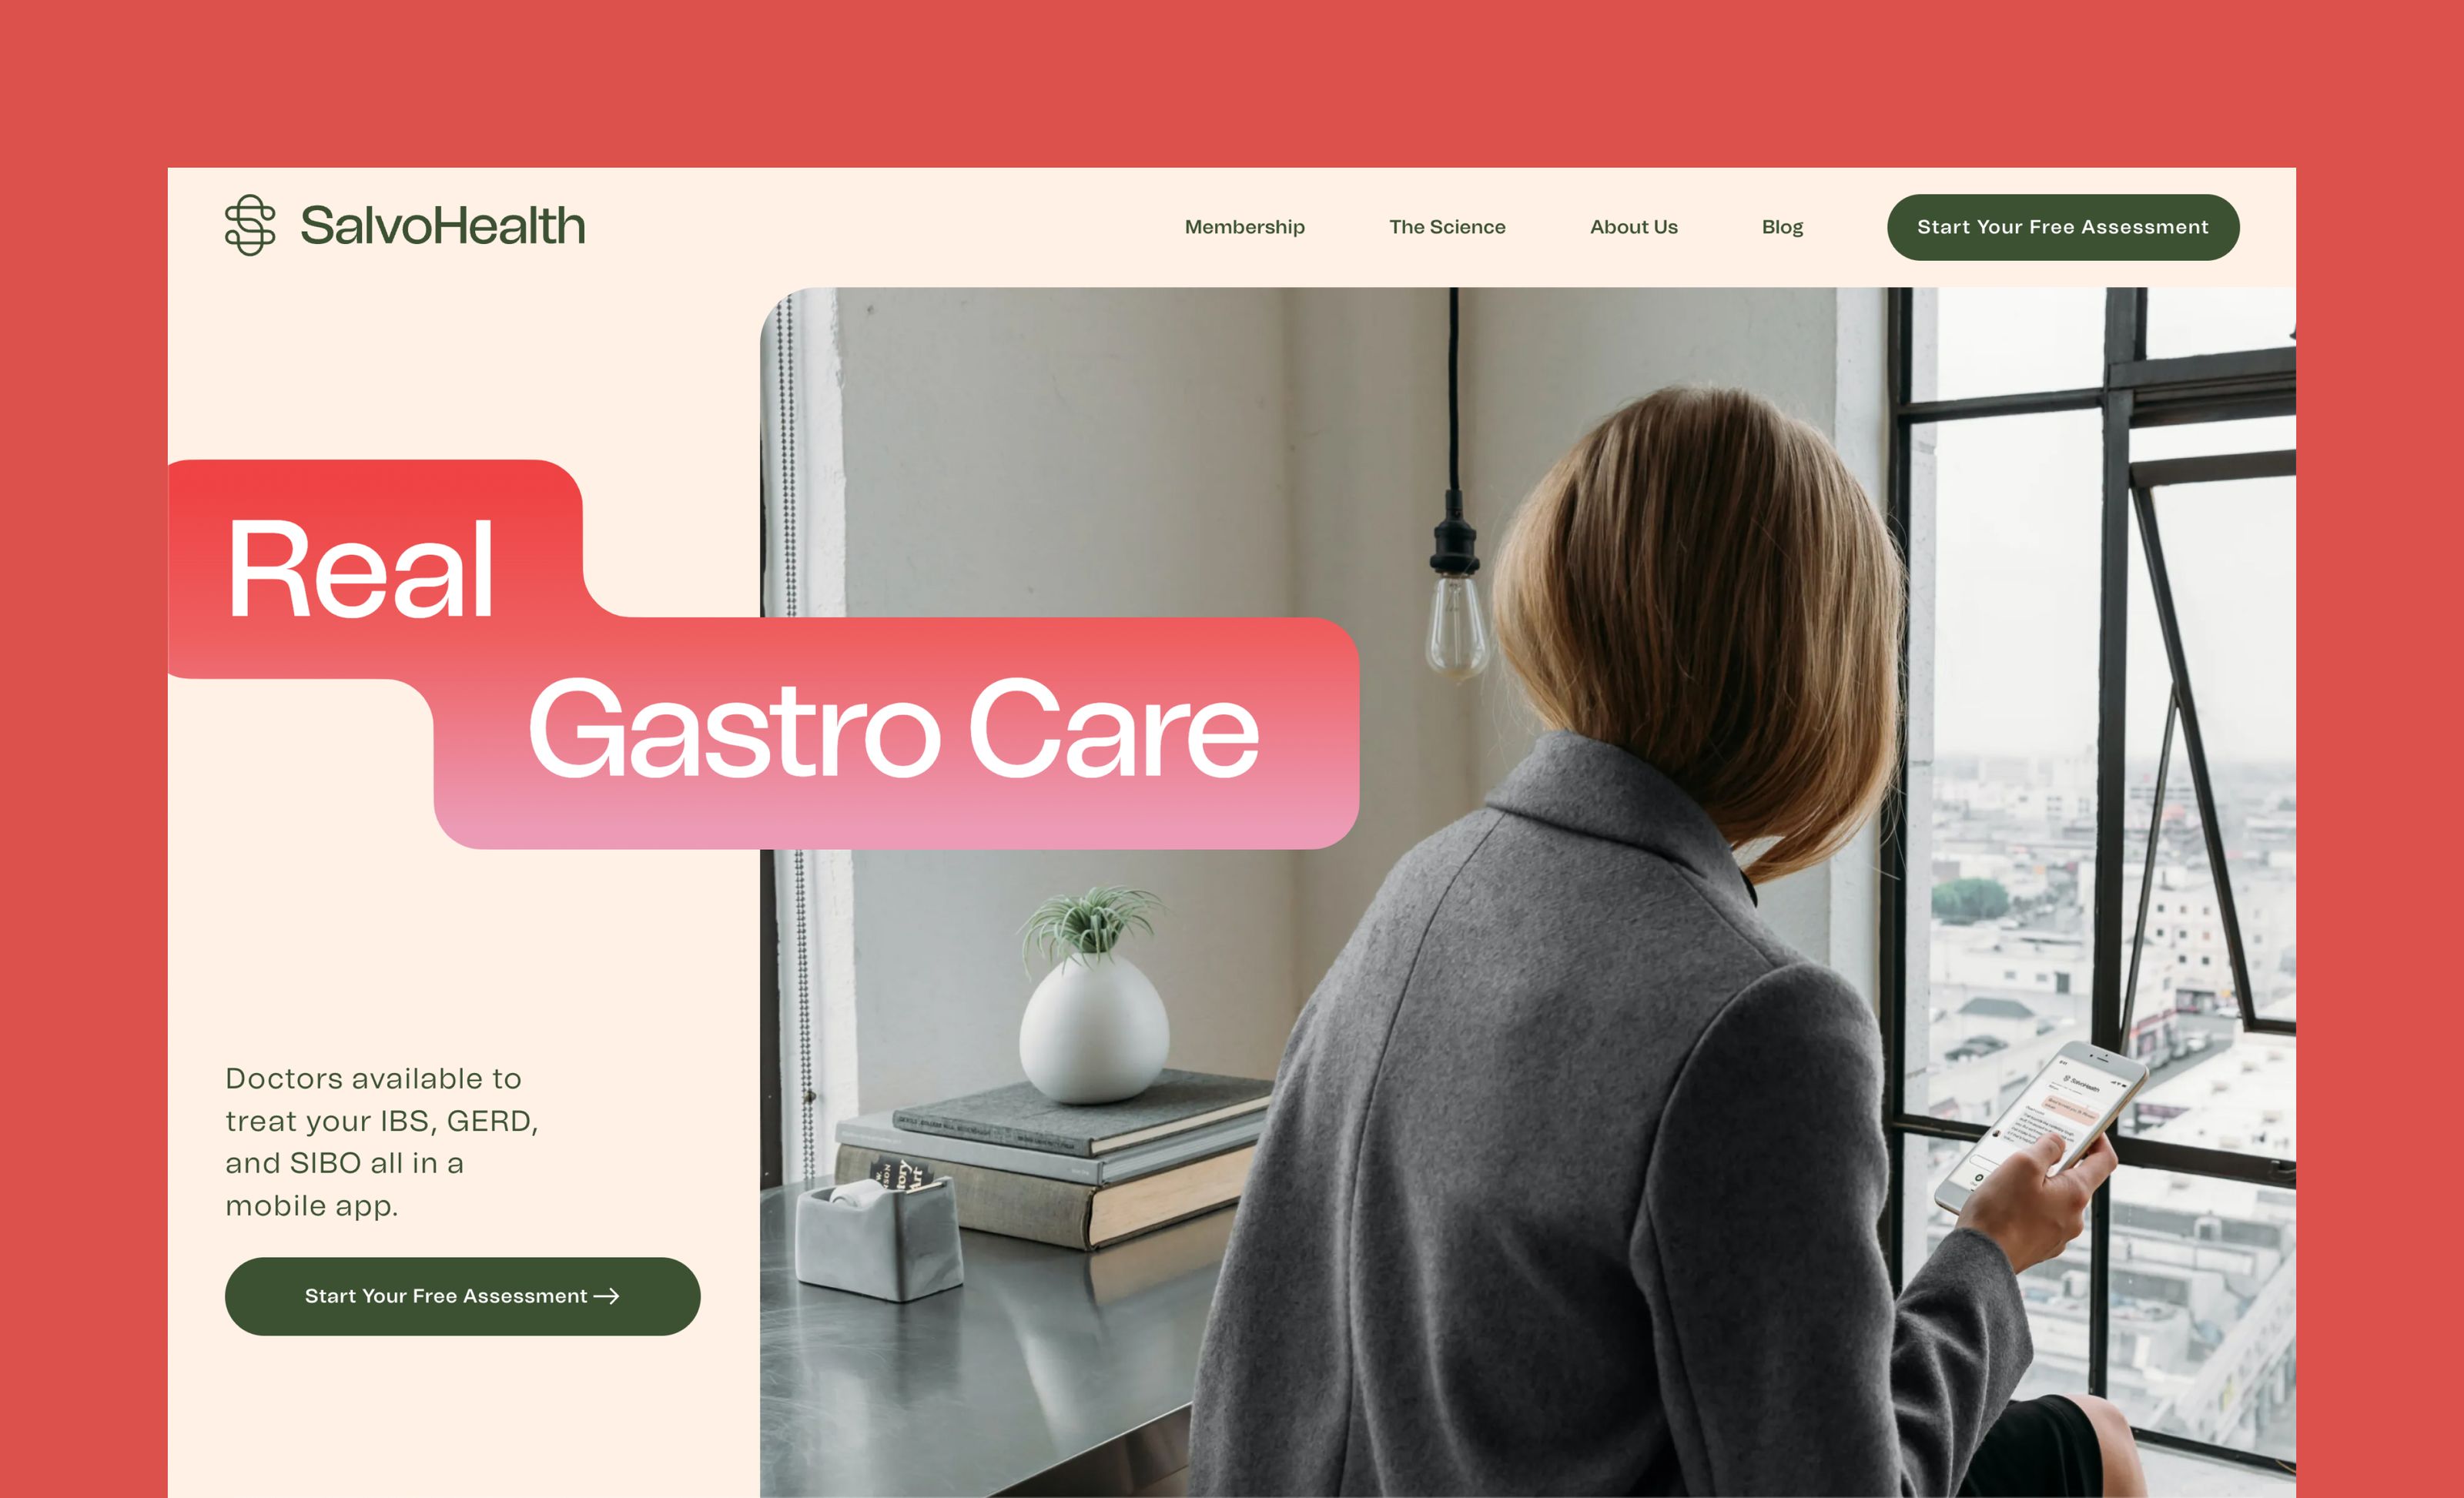 SalvoHealth
Membership
The Science
About Us
Blog
Start Your Free Assessment
Real
Gastro Care
Doctors available to
treat your IBS, GERD,
and SIBO all in a
mobile app.
Start Your Free Assessment →
SalvoHealth